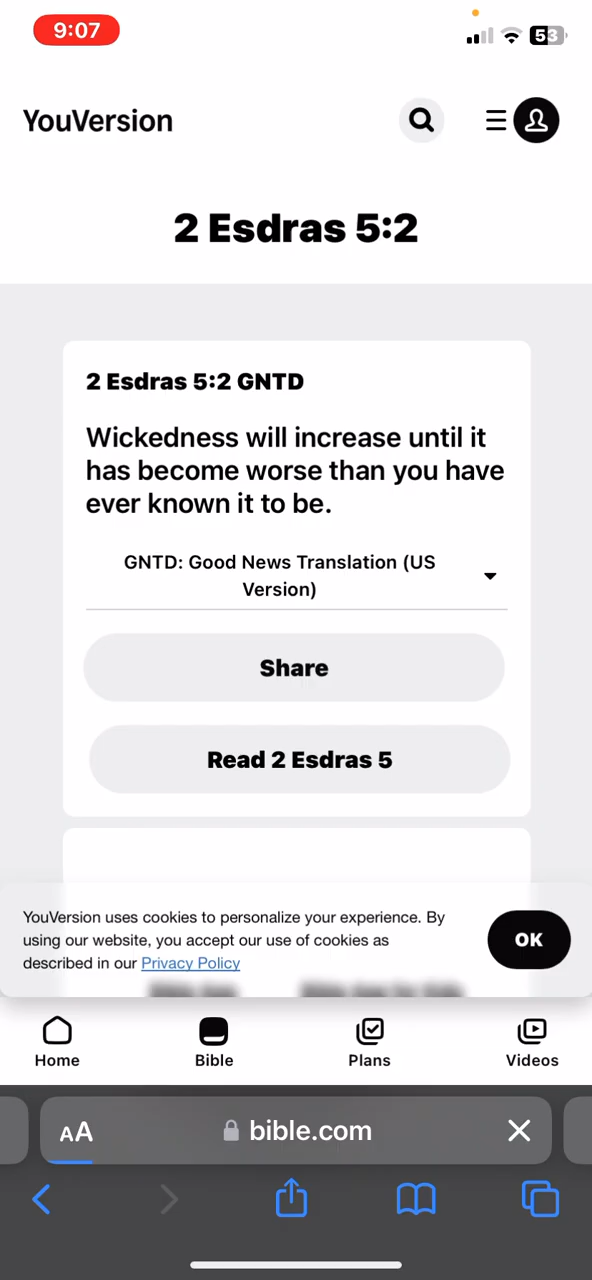 9:07
53
YouVersion
2 Esdras 5:2
2 Esdras 5:2 GNTD
Wickedness will increase until it
has become worse than you have
ever known it to be.
GNTD: Good News Translation (US
Version)
Share
Read 2 Esdras 5
YouVersion uses cookies to personalize your experience. By
using our website, you accept our use of cookies as
described in our Privacy Policy
OK
Home Bible Plans Videos
AA bible.com